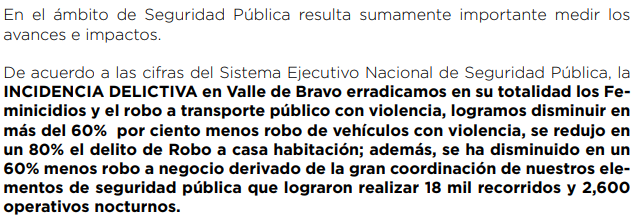 En el ámbito de Seguridad Pública resulta sumamente importante medir los
avances e impactos.
De acuerdo a las cifras del Sistema Ejecutivo Nacional de Seguridad Pública, la
INCIDENCIA DELICTIVA en Valle de Bravo erradicamos en su totalidad los Fe-
minicidios y el robo a transporte público con violencia, logramos disminuir en
más del 60%  por ciento menos robo de vehículos con violencia, se redujo en
un 80% el delito de Robo a casa habitación; además, se ha disminuido en un
60% menos robo a negocio derivado de la gran coordinación de nuestros ele-
mentos de seguridad pública que lograron realizar 18 mil recorridos y 2,600
operativos nocturnos.